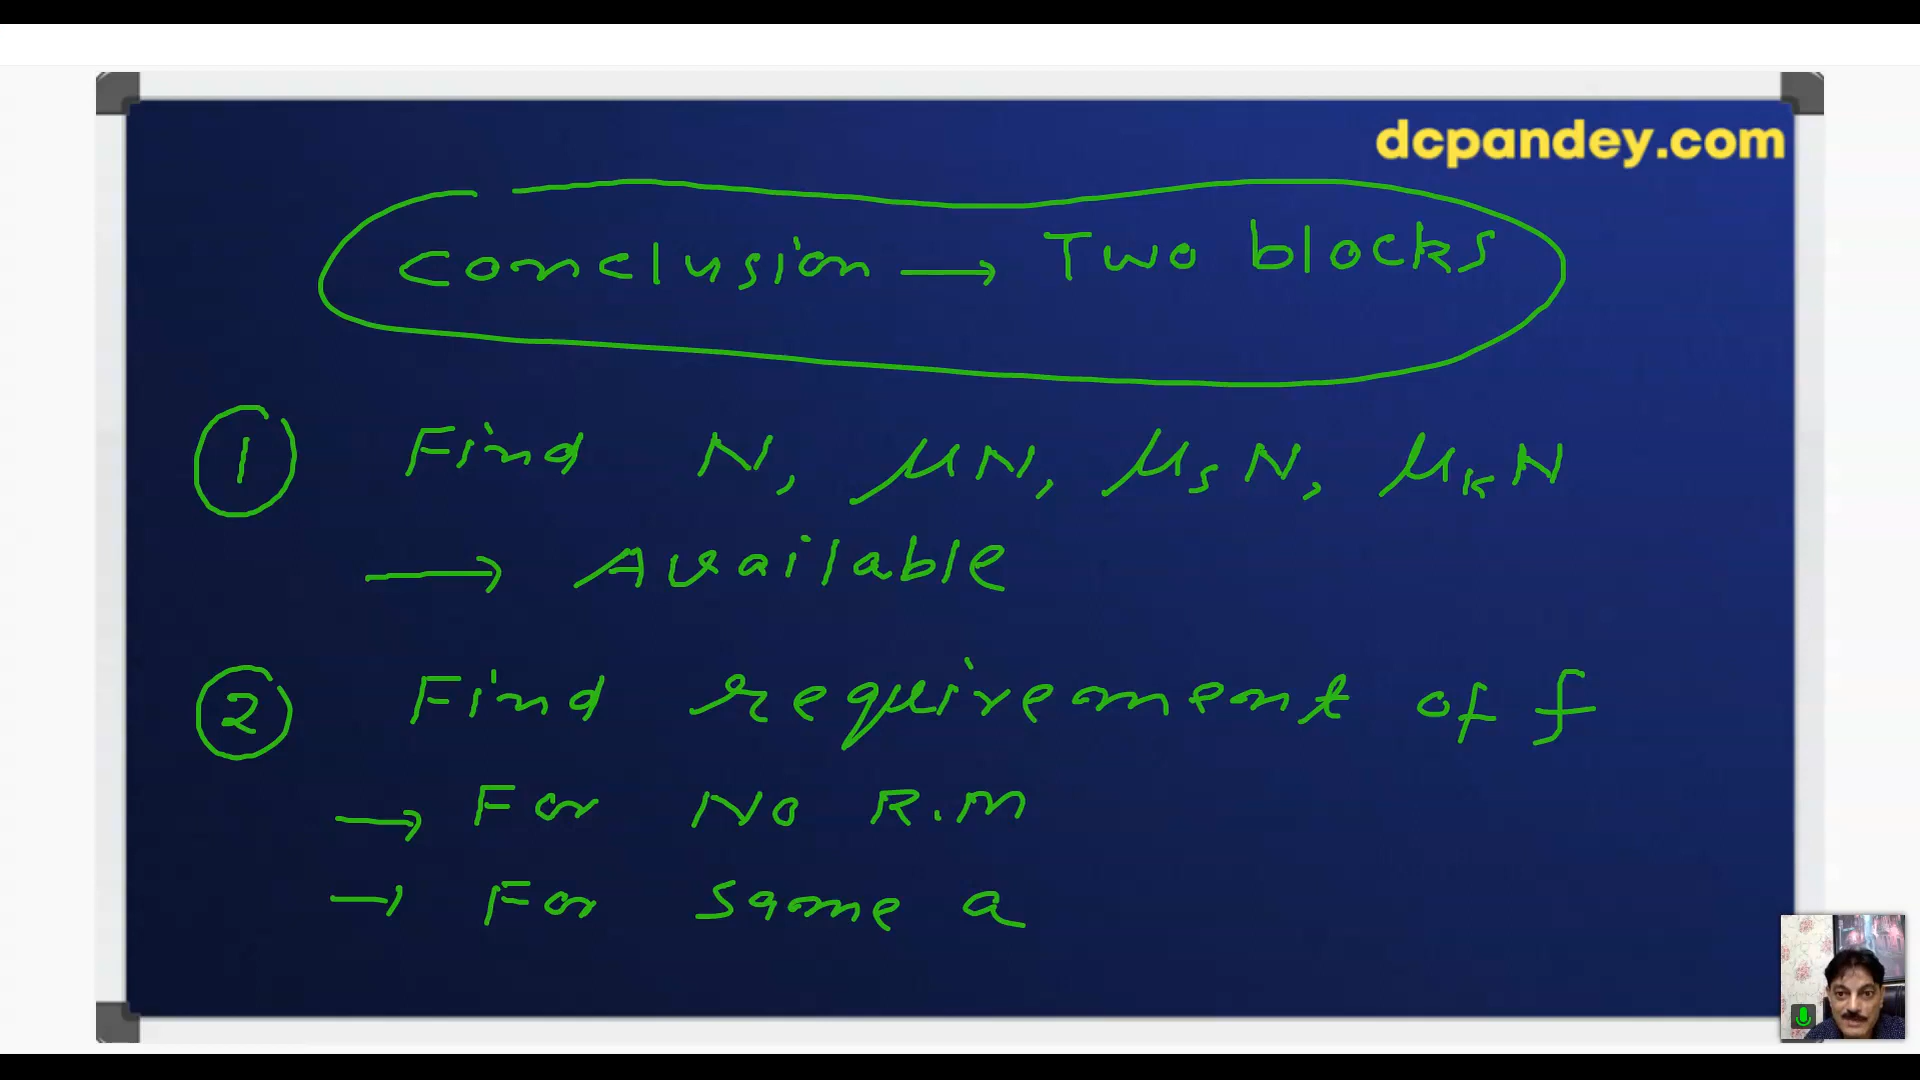 dcpandey.com
Conclusion → Two blocks
1 Find N, μN, μsN, μkN
→ Available
2 Find requirement of f
→ For No R.M
→ For same a